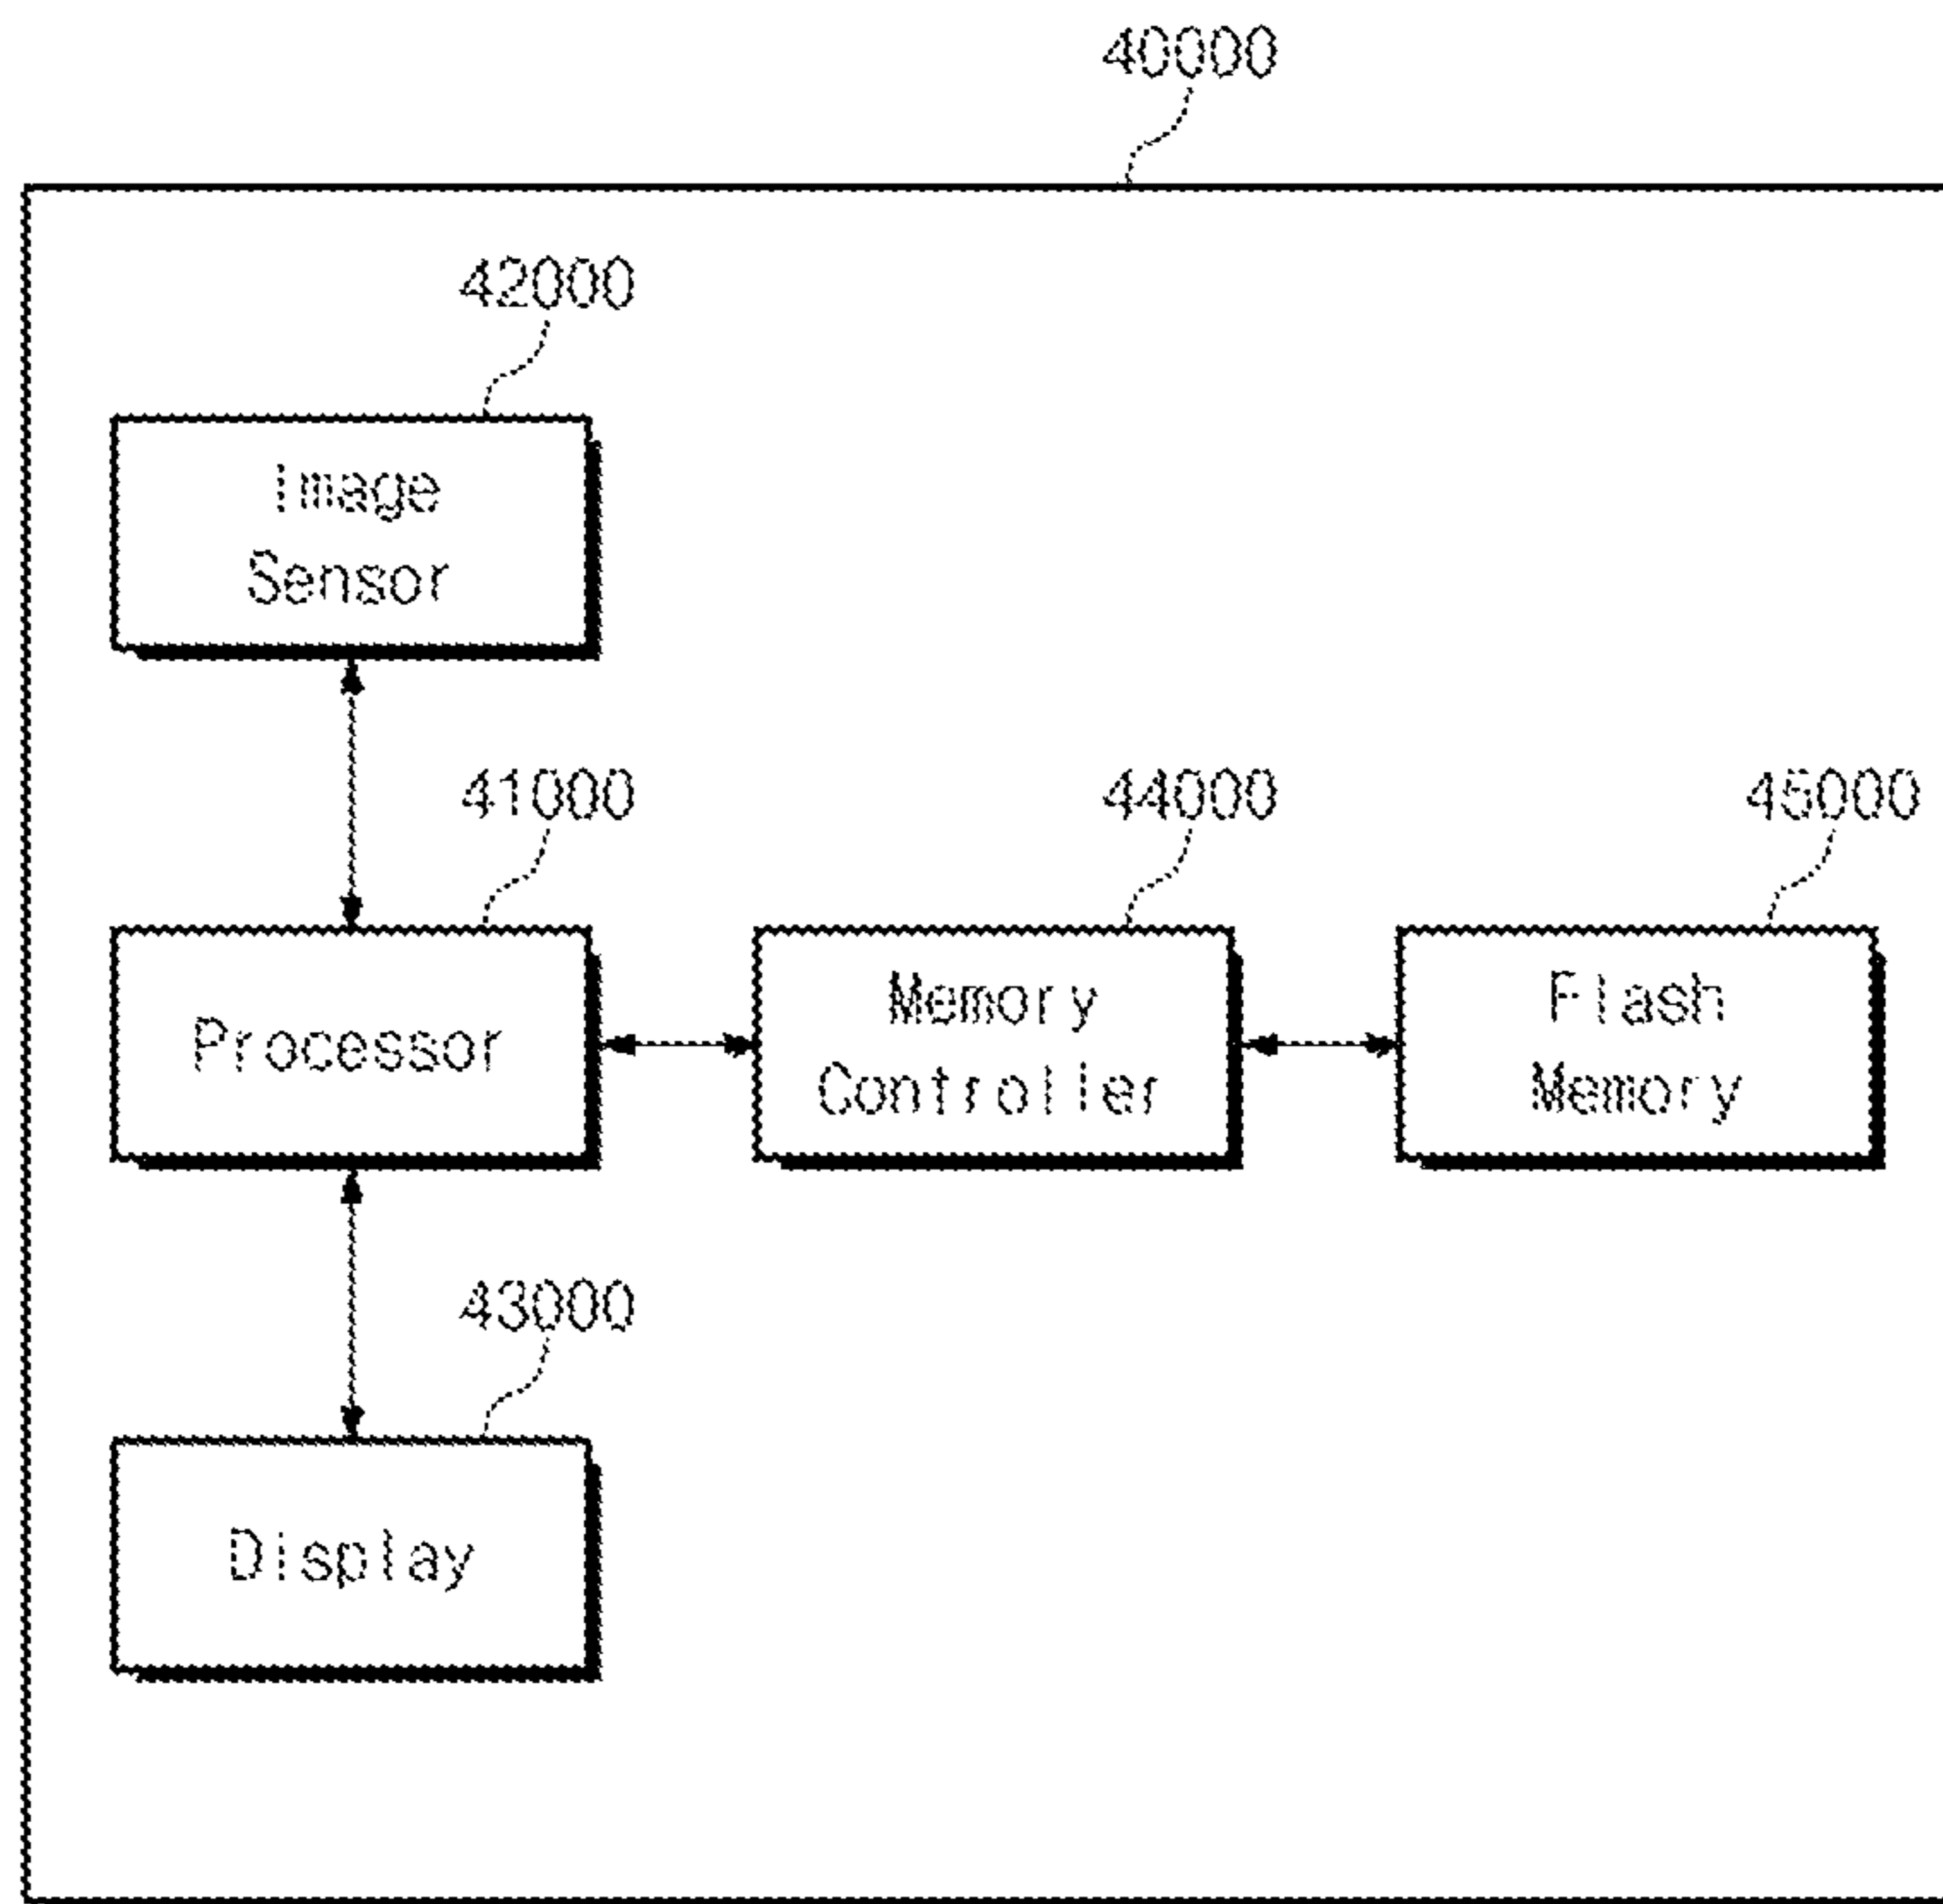 40000
42000
Image
Sensor
41000
44000
45000
Processor
Memory
Controller
Flash
Memory
43000
Display